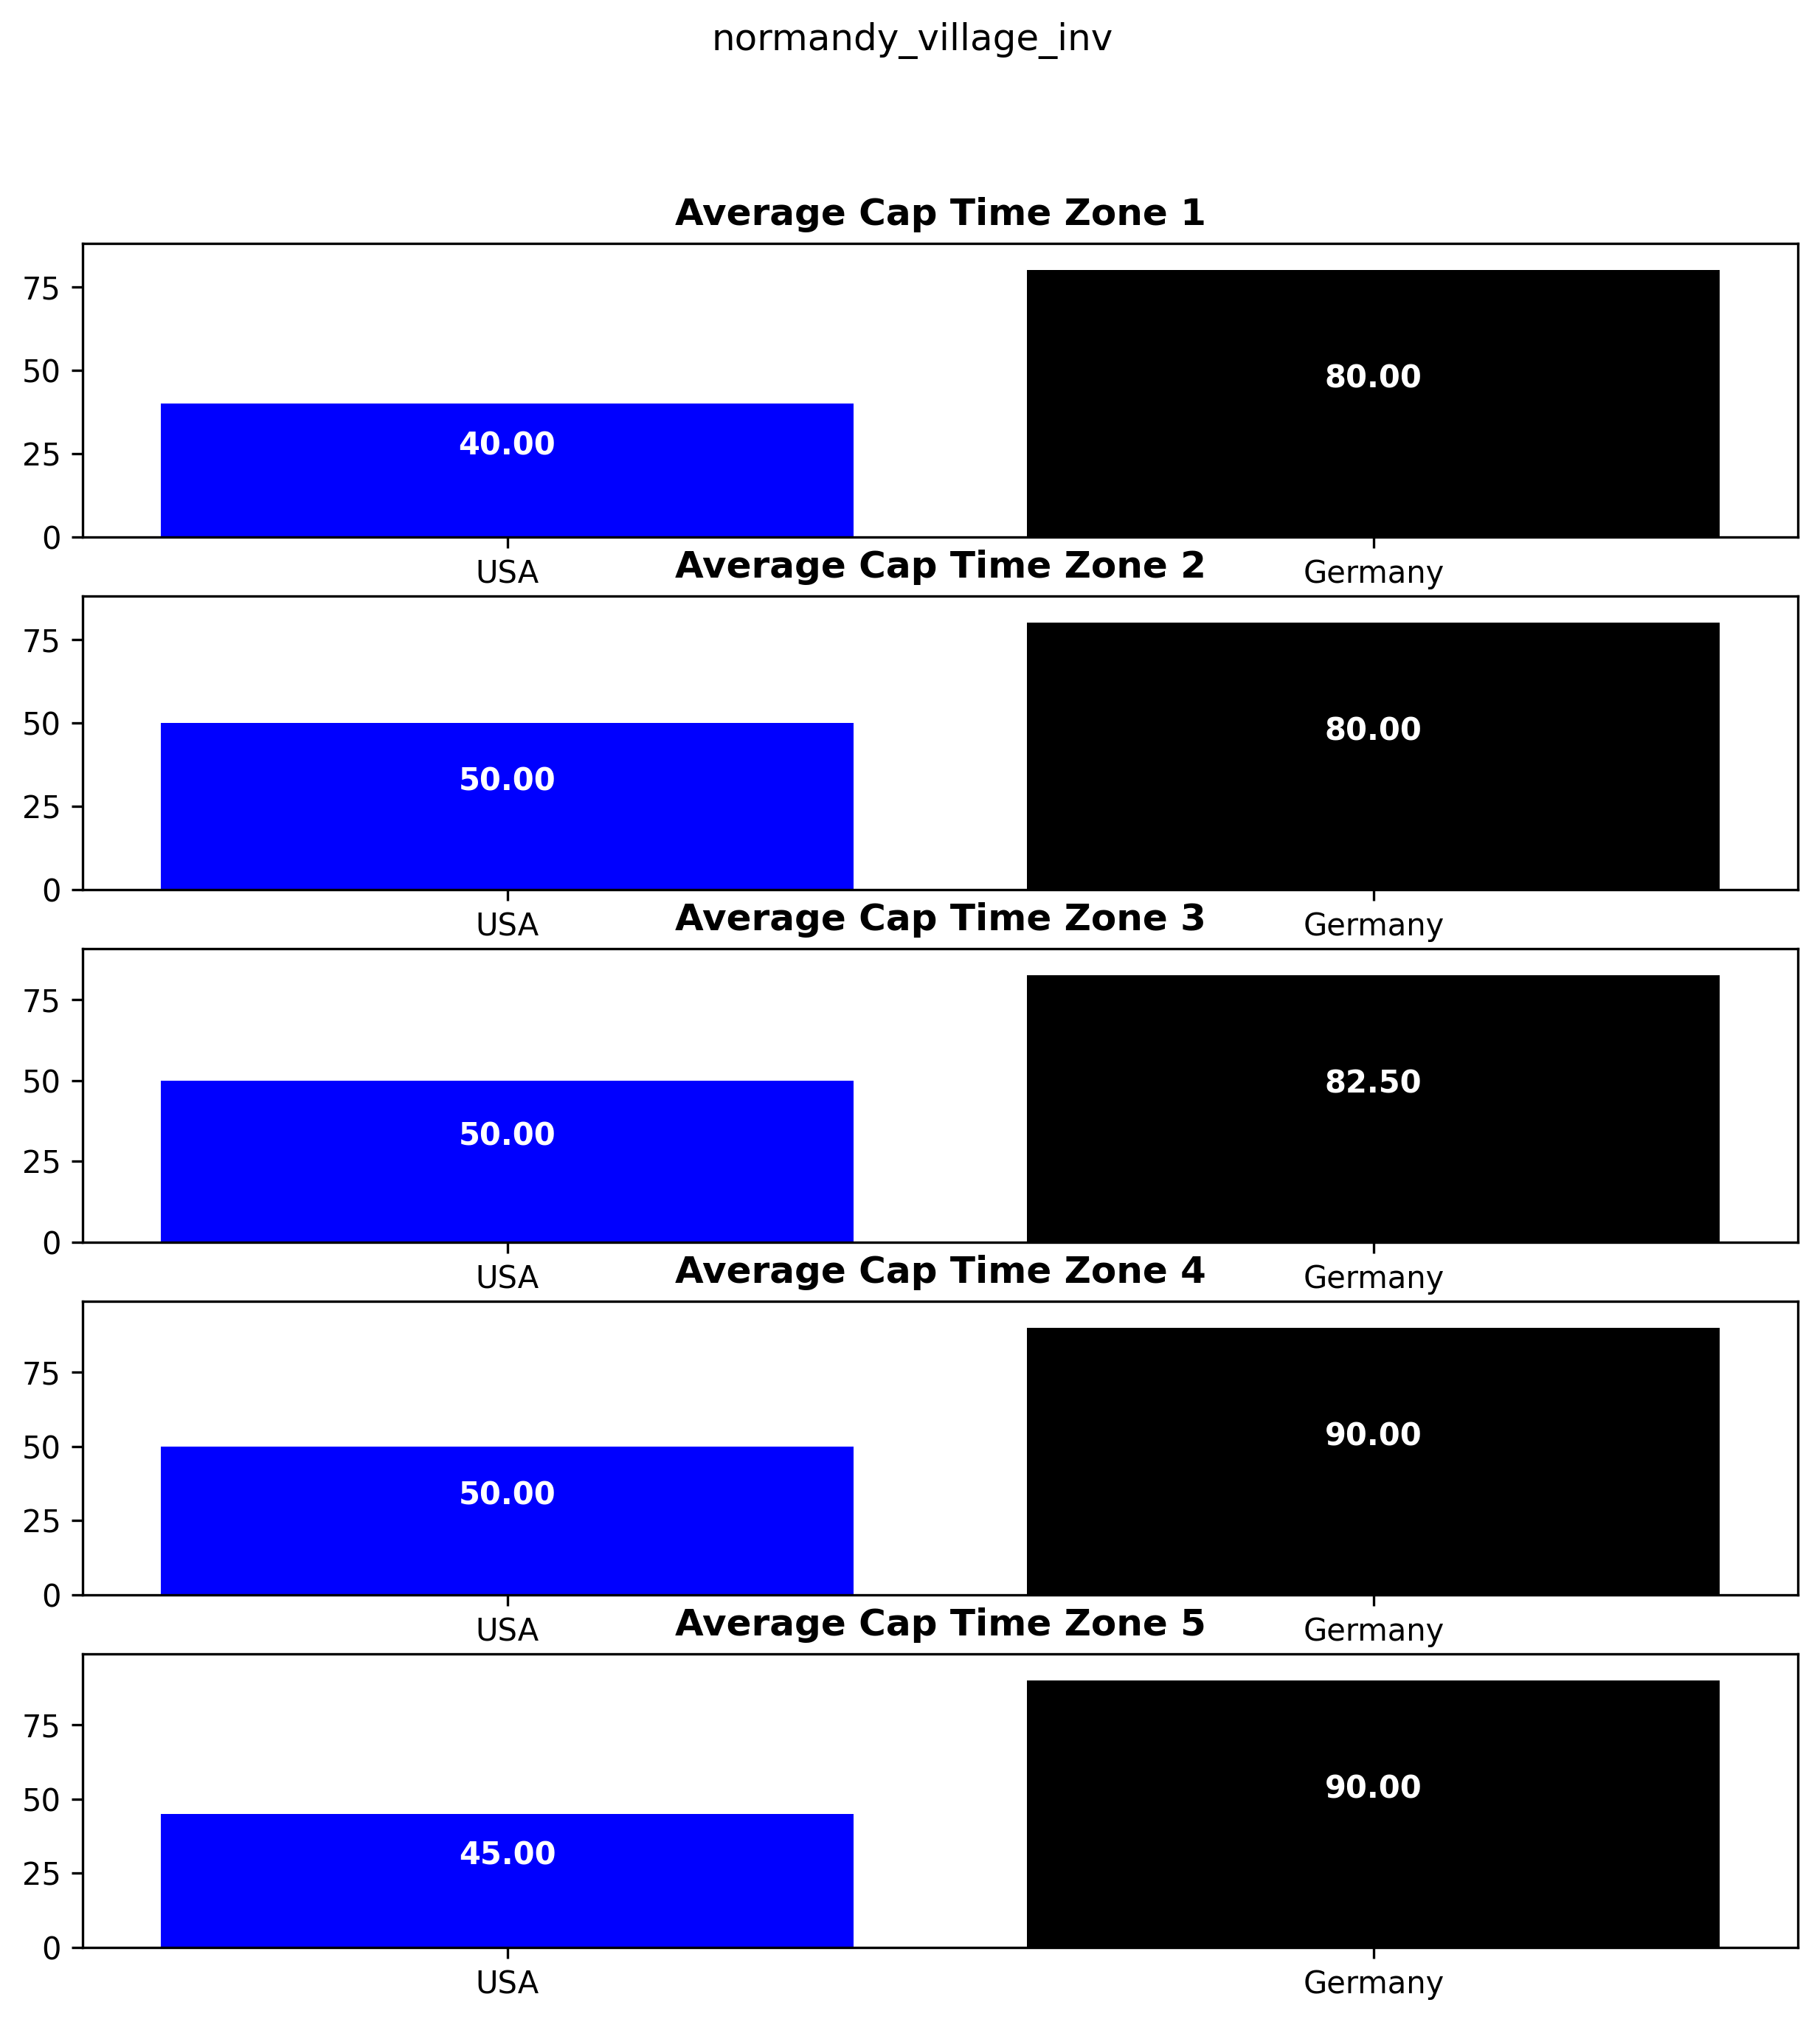 normandy_village_inv
Average Cap Time Zone 1
75
50
25
0
40.00
80.00
USA
Germany
Average Cap Time Zone 2
75
50
25
0
50.00
80.00
USA
Germany
Average Cap Time Zone 3
75
50
25
0
50.00
82.50
USA
Germany
Average Cap Time Zone 4
75
50
25
0
50.00
90.00
USA
Germany
Average Cap Time Zone 5
75
50
25
0
45.00
90.00
USA
Germany